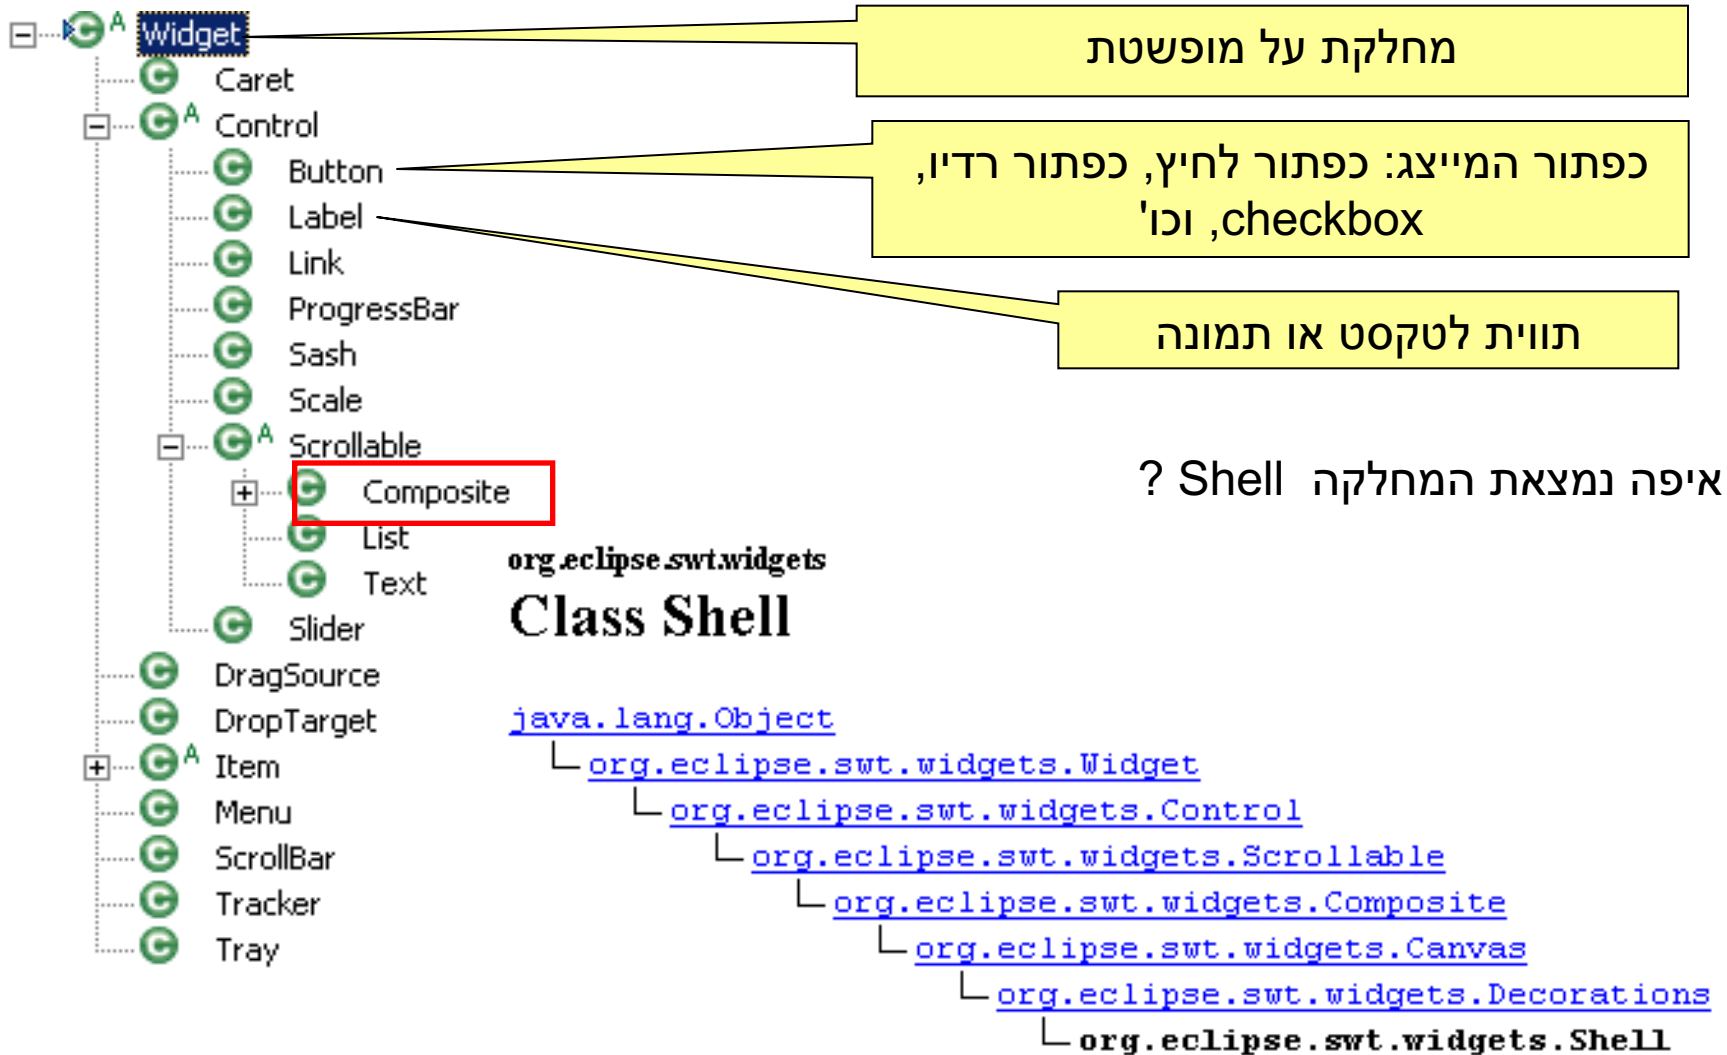 Widget
Caret
Control
Button
Label
Link
ProgressBar
Sash
Scale
Scrollable
Composite
List
Text
Slider
DragSource
DropTarget
Item
Menu
ScrollBar
Tracker
Tray
מחלקת על מופשטת
כפתור המייצג: כפתור לחיץ, כפתור רדיו,
checkbox, וכו'
תווית לטקסט או תמונה
איפה נמצאת המחלקה Shell ?
org.eclipse.swt.widgets
Class Shell
java.lang.Object
org.eclipse.swt.widgets.Widget
org.eclipse.swt.widgets.Control
org.eclipse.swt.widgets.Scrollable
org.eclipse.swt.widgets.Composite
org.eclipse.swt.widgets.Canvas
org.eclipse.swt.widgets.Decorations
org.eclipse.swt.widgets.Shell